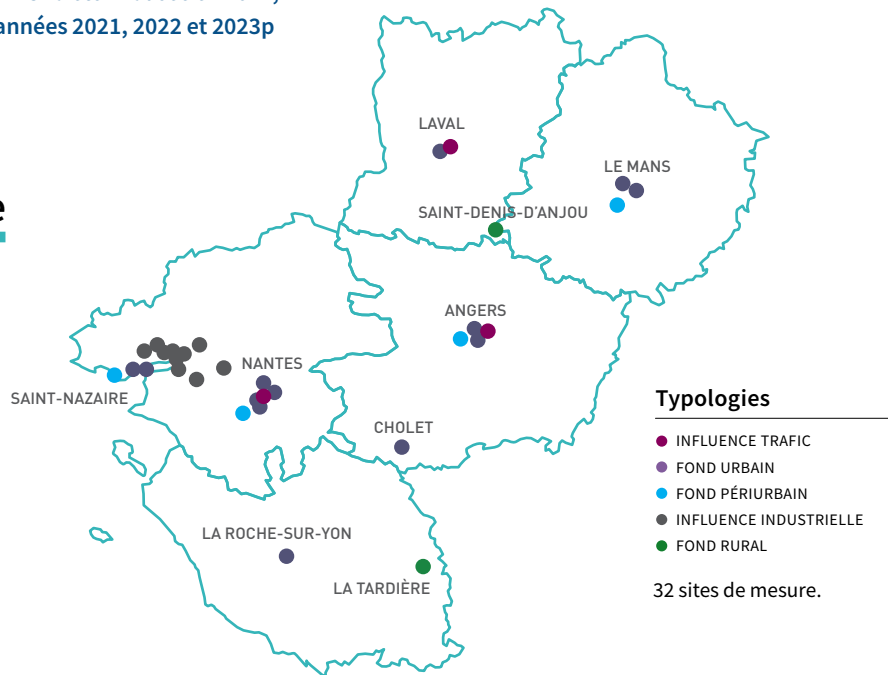 années 2021, 2022 et 2023p
e
LAVAL
LE MANS
SAINT-DENIS-D'ANJOU
ANGERS
NANTES
SAINT-NAZAIRE
CHOLET
LA ROCHE-SUR-YON
LA TARDIÈRE
Typologies
INFLUENCE TRAFIC
FOND URBAIN
FOND PÉRIURBAIN
INFLUENCE INDUSTRIELLE
FOND RURAL
32 sites de mesure.